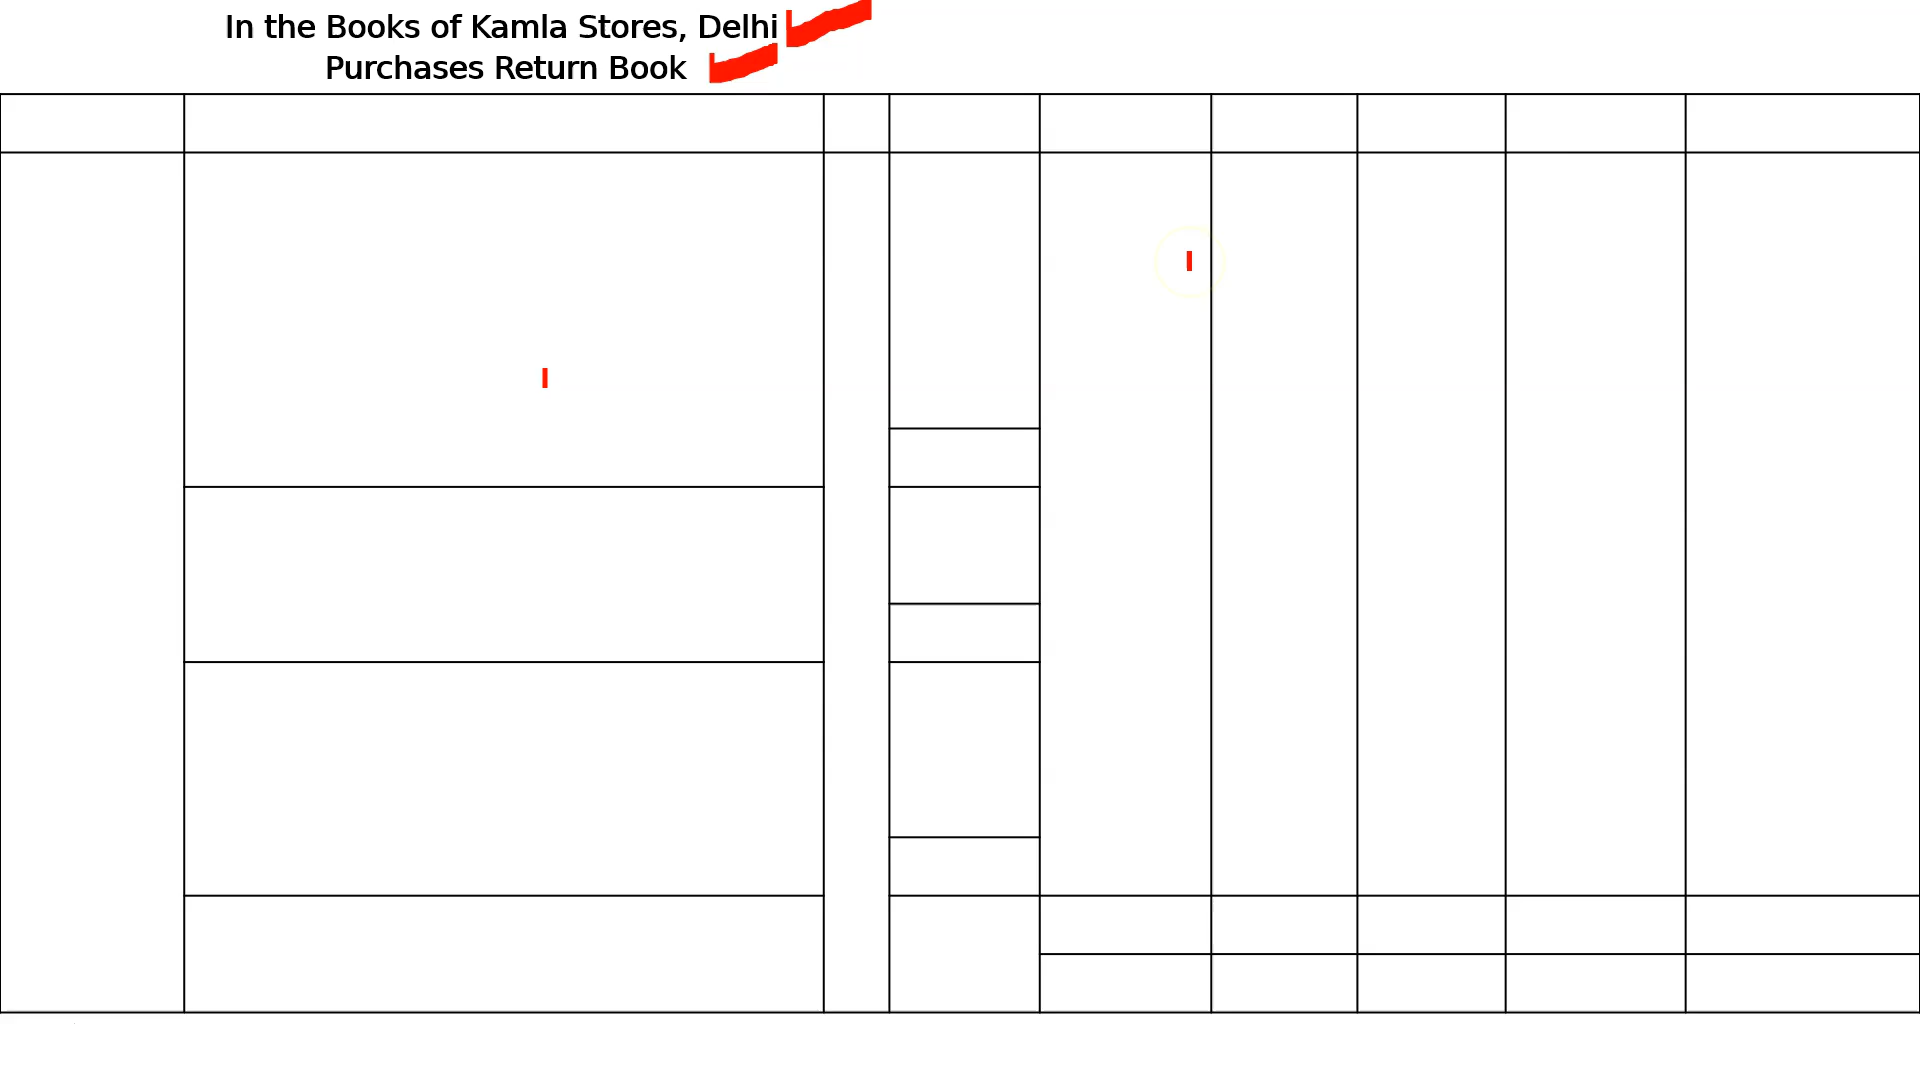 In the Books of Kamla Stores, Delhi
Purchases Return Book